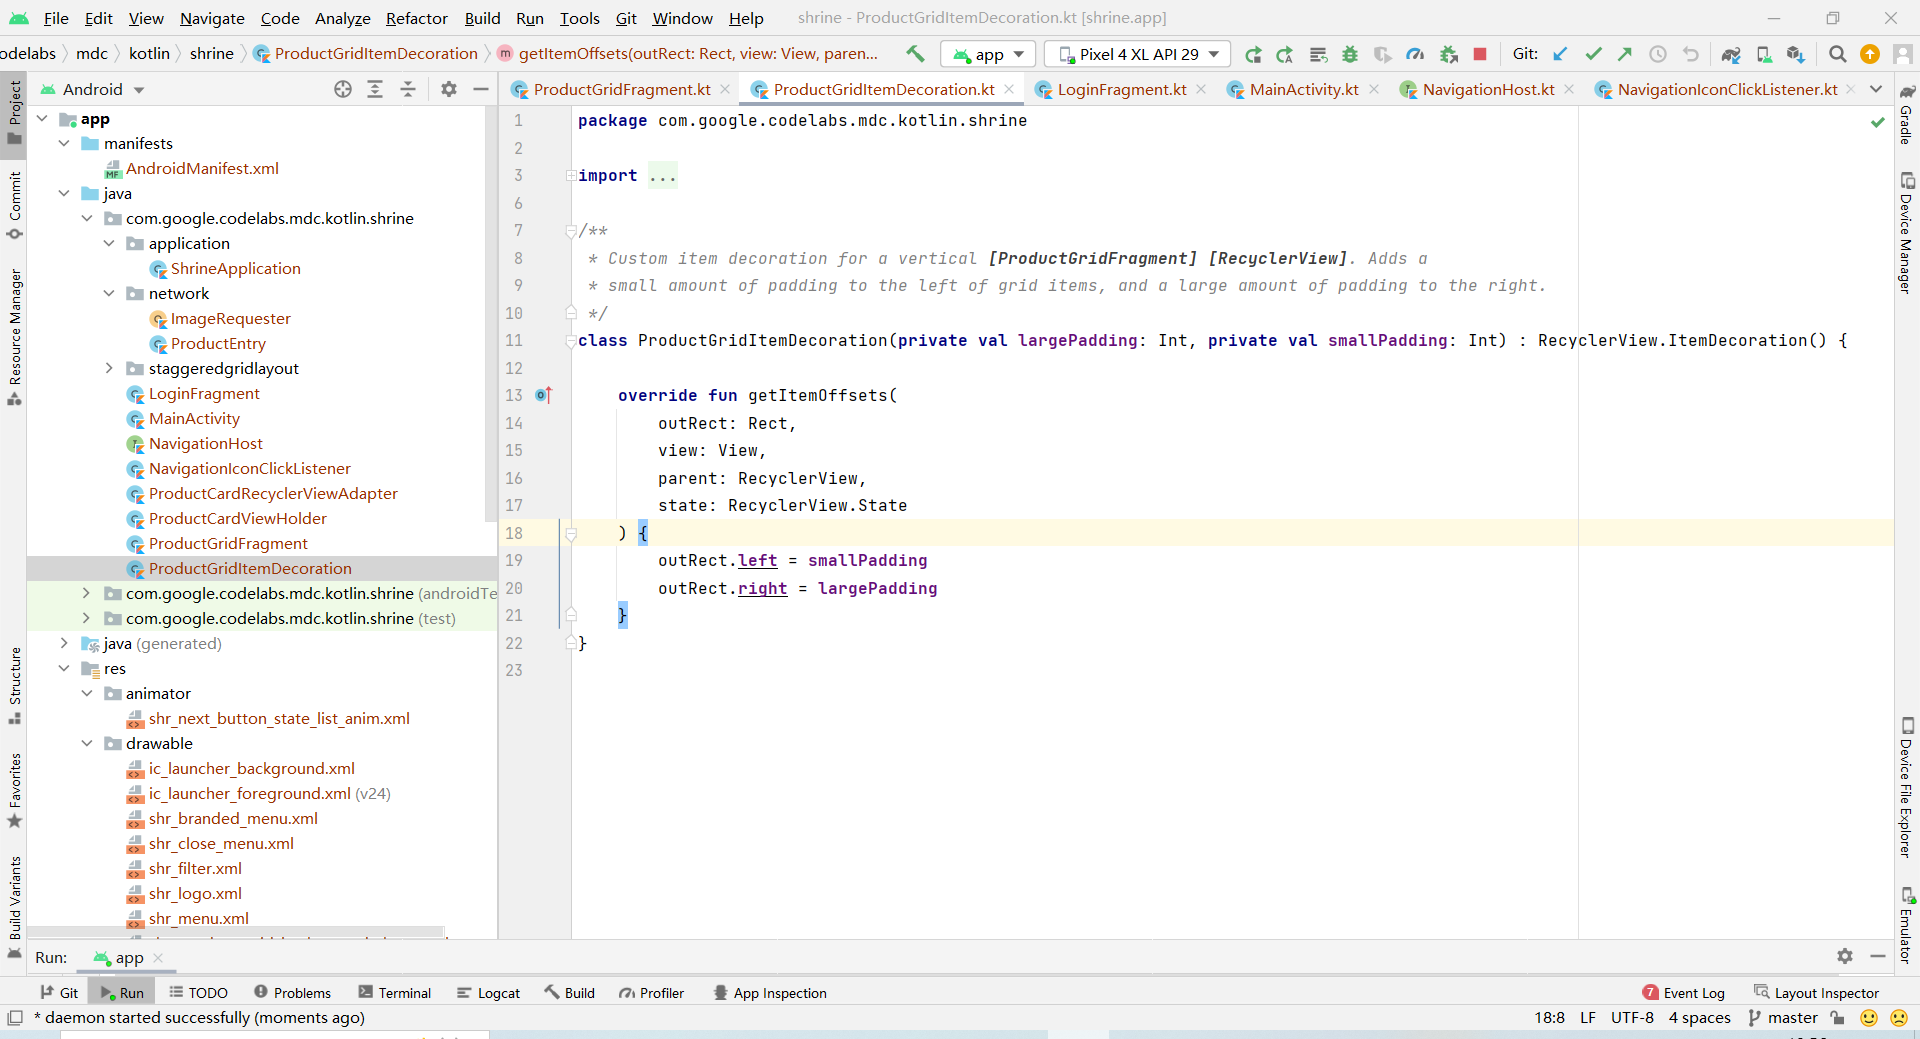 File Edit View Navigate Code Analyze Refactor Build Run Tools Git Window Help shrine - ProductGridItemDecoration.kt [shrine.app]
odelabs mdc kotlin shrine ProductGridItemDecoration m getItemOffsets(outRect: Rect, view: View, paren... app Pixel 4 XL API 29 Git:
Android
ProductGridFragment.kt ProductGridItemDecoration.kt LoginFragment.kt MainActivity.kt NavigationHost.kt NavigationIconClickListener.kt
Project
Commit
Resource Manager
Structure
Favorites
Build Variants
app
manifests
AndroidManifest.xml
java
com.google.codelabs.mdc.kotlin.shrine
application
ShrineApplication
network
ImageRequester
ProductEntry
staggeredgridlayout
LoginFragment
MainActivity
NavigationHost
NavigationIconClickListener
ProductCardRecyclerViewAdapter
ProductCardViewHolder
ProductGridFragment
ProductGridItemDecoration
com.google.codelabs.mdc.kotlin.shrine (androidTe
com.google.codelabs.mdc.kotlin.shrine (test)
java (generated)
res
animator
shr_next_button_state_list_anim.xml
drawable
ic_launcher_background.xml
ic_launcher_foreground.xml (v24)
shr_branded_menu.xml
shr_close_menu.xml
shr_filter.xml
shr_logo.xml
shr_menu.xml
1 package com.google.codelabs.mdc.kotlin.shrine
2
3 import ...
6
7 /**
8 * Custom item decoration for a vertical [ProductGridFragment] [RecyclerView]. Adds a
9 * small amount of padding to the left of grid items, and a large amount of padding to the right.
10 */
11 class ProductGridItemDecoration(private val largePadding: Int, private val smallPadding: Int) : RecyclerView.ItemDecoration() {
12
13 override fun getItemOffsets(
14 outRect: Rect,
15 view: View,
16 parent: RecyclerView,
17 state: RecyclerView.State
18 ) {
19 outRect.left = smallPadding
20 outRect.right = largePadding
21 }
22 }
23
Gradle
Device Manager
Device File Explorer
Emulator
Run: app
Git Run TODO Problems Terminal Logcat Build Profiler App Inspection 7 Event Log Layout Inspector
* daemon started successfully (moments ago) 18:8 LF UTF-8 4 spaces master